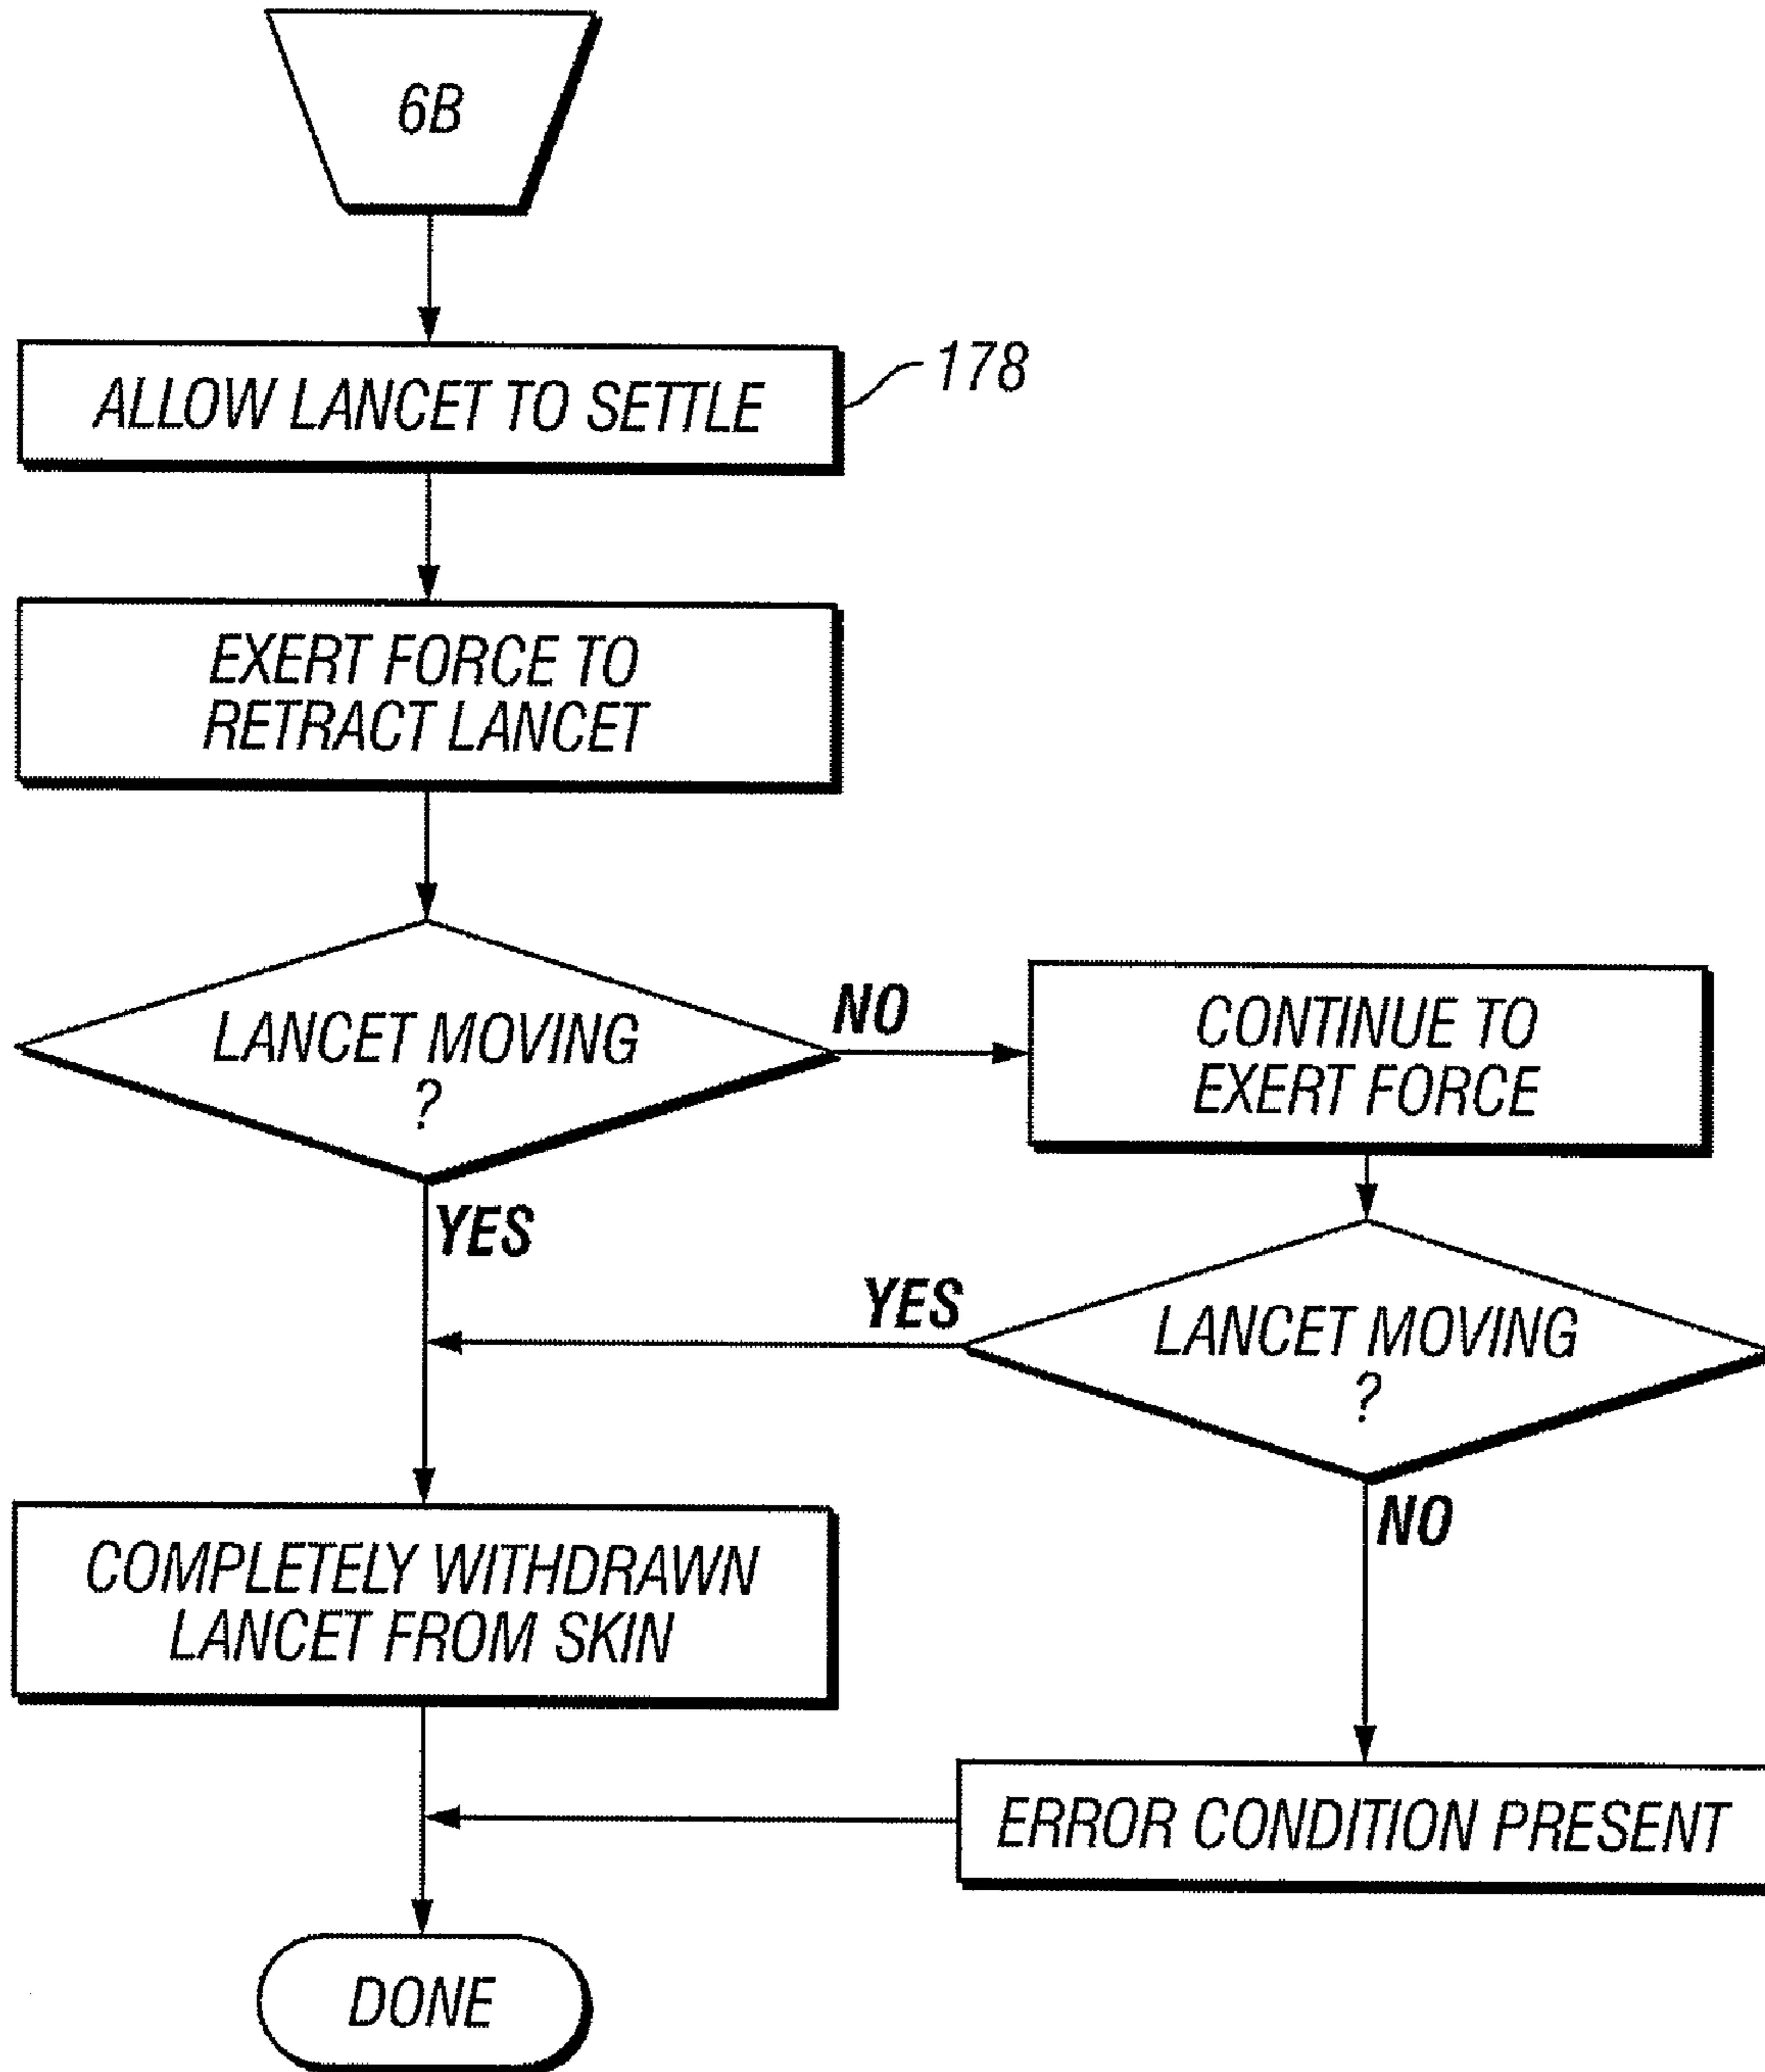 6B
ALLOW LANCET TO SETTLE
178
EXERT FORCE TO
RETRACT LANCET
LANCET MOVING
?
NO
CONTINUE TO
EXERT FORCE
YES
YES
LANCET MOVING
?
NO
COMPLETELY WITHDRAWN
LANCET FROM SKIN
ERROR CONDITION PRESENT
DONE